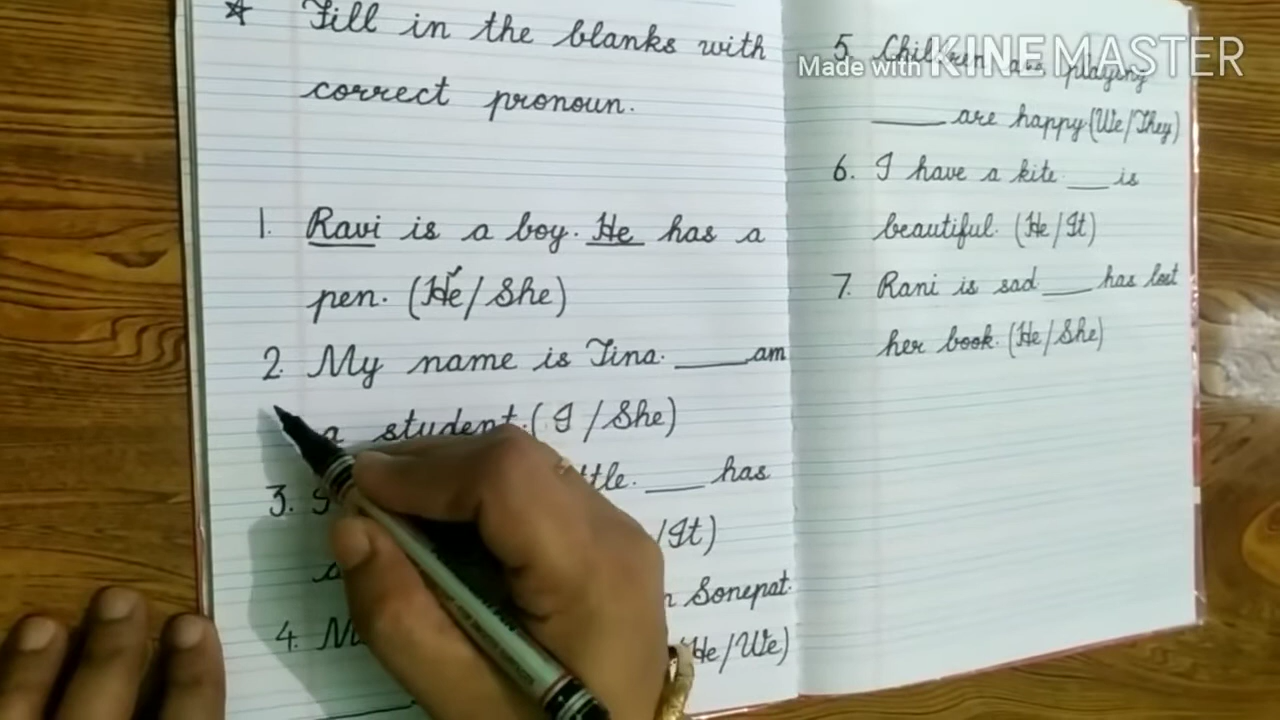 ☆ Fill in the blanks with
correct pronoun.
1. Ravi is a boy. He has a
pen. (He/She)
2. My name is Tina. ____ am
a student. (I/She)
3. ____ has
/It)
Sonepat.
4. He/We)
5. Children are playing
____ are happy. (We/They)
6. I have a kite ___ is
beautiful. (He/It)
7. Rani is sad ___ has lost
her book. (He/She)
Made with KINEMASTER